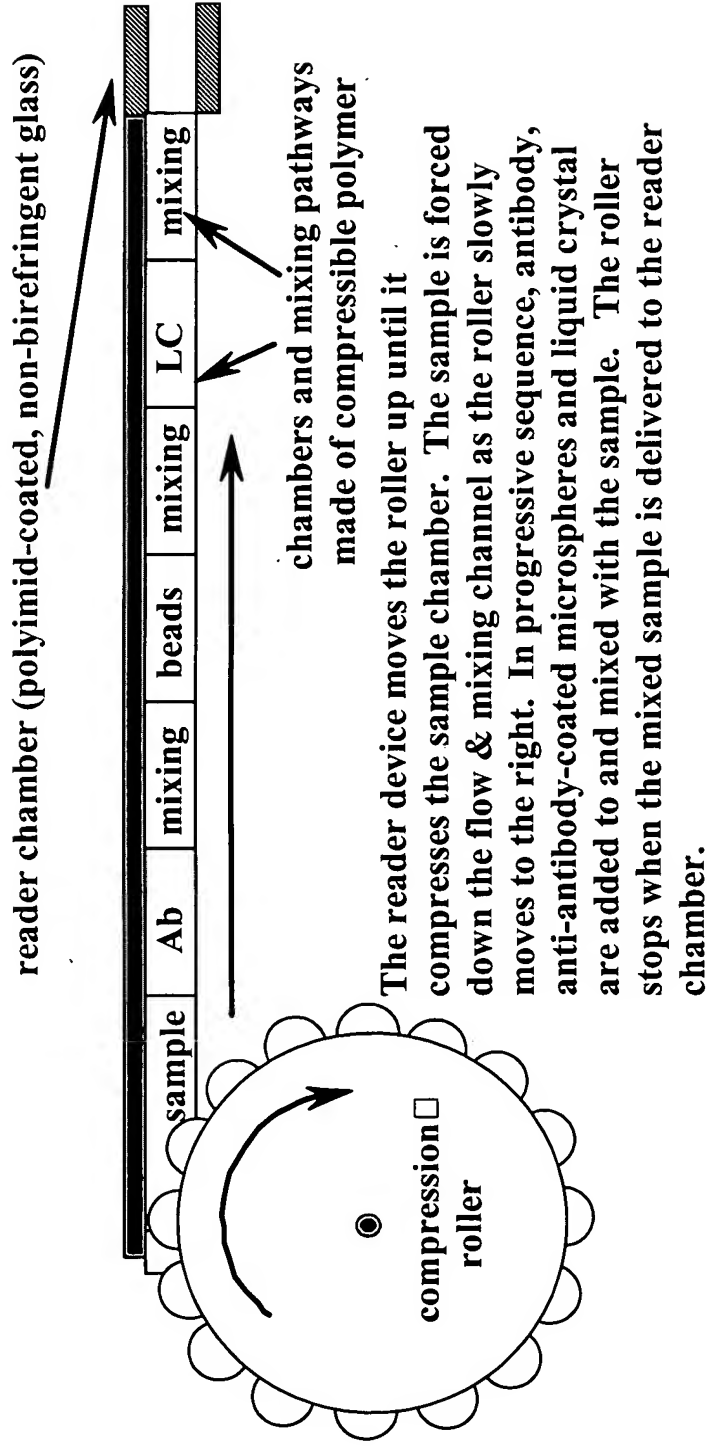 reader chamber (polyimid-coated, non-birefringent glass)
sample Ab mixing beads mixing LC mixing
chambers and mixing pathways
made of compressible polymer
compression
roller
The reader device moves the roller up until it
compresses the sample chamber. The sample is forced
down the flow & mixing channel as the roller slowly
moves to the right. In progressive sequence, antibody,
anti-antibody-coated microspheres and liquid crystal
are added to and mixed with the sample. The roller
stops when the mixed sample is delivered to the reader
chamber.